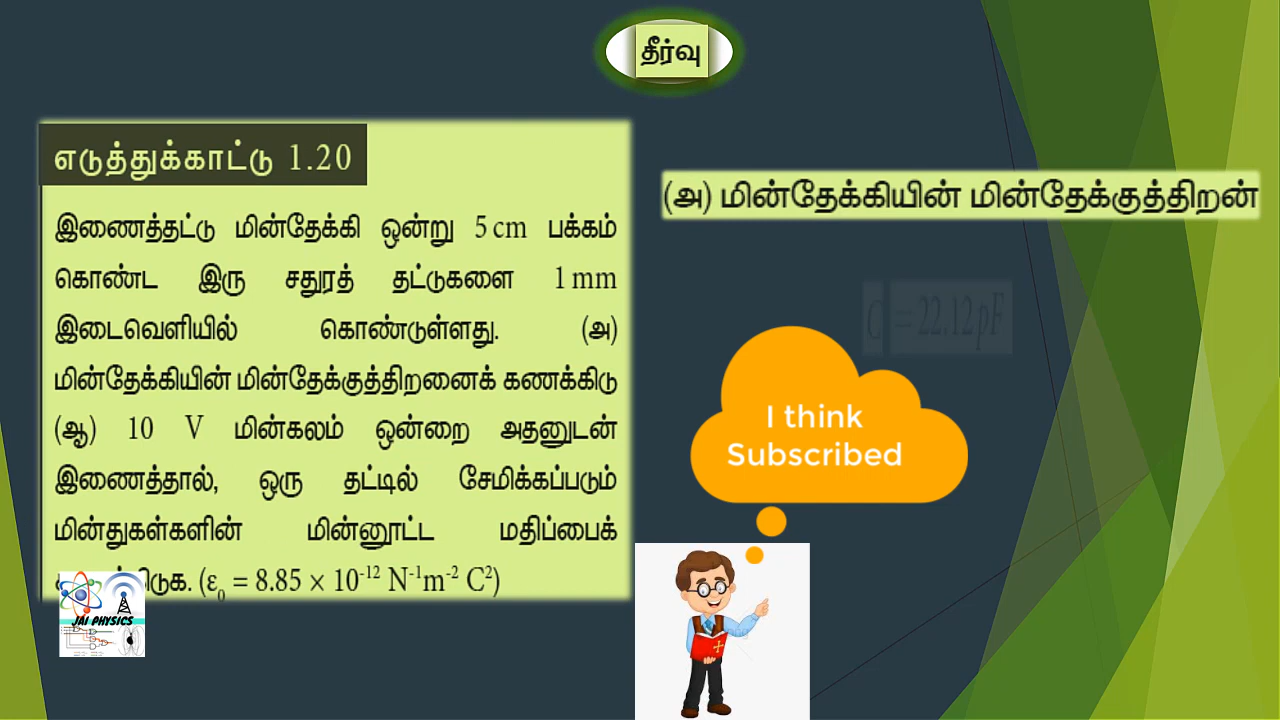 தீர்வு
எடுத்துக்காட்டு 1.20
இணைத்தட்டு மின்தேக்கி ஒன்று 5 cm பக்கம்
கொண்ட இரு சதுரத் தட்டுகளை 1 mm
இடைவெளியில் கொண்டுள்ளது. (அ)
மின்தேக்கியின் மின்தேக்குத்திறனைக் கணக்கிடு
(ஆ) 10 V மின்கலம் ஒன்றை அதனுடன்
இணைத்தால், ஒரு தட்டில் சேமிக்கப்படும்
மின்துகள்களின் மின்னூட்ட மதிப்பைக்
(ε₀ = 8.85 × 10⁻¹² N⁻¹m⁻² C²)
(அ) மின்தேக்கியின் மின்தேக்குத்திறன்
C = 22.12 pF
I think
Subscribed
JAI PHYSICS